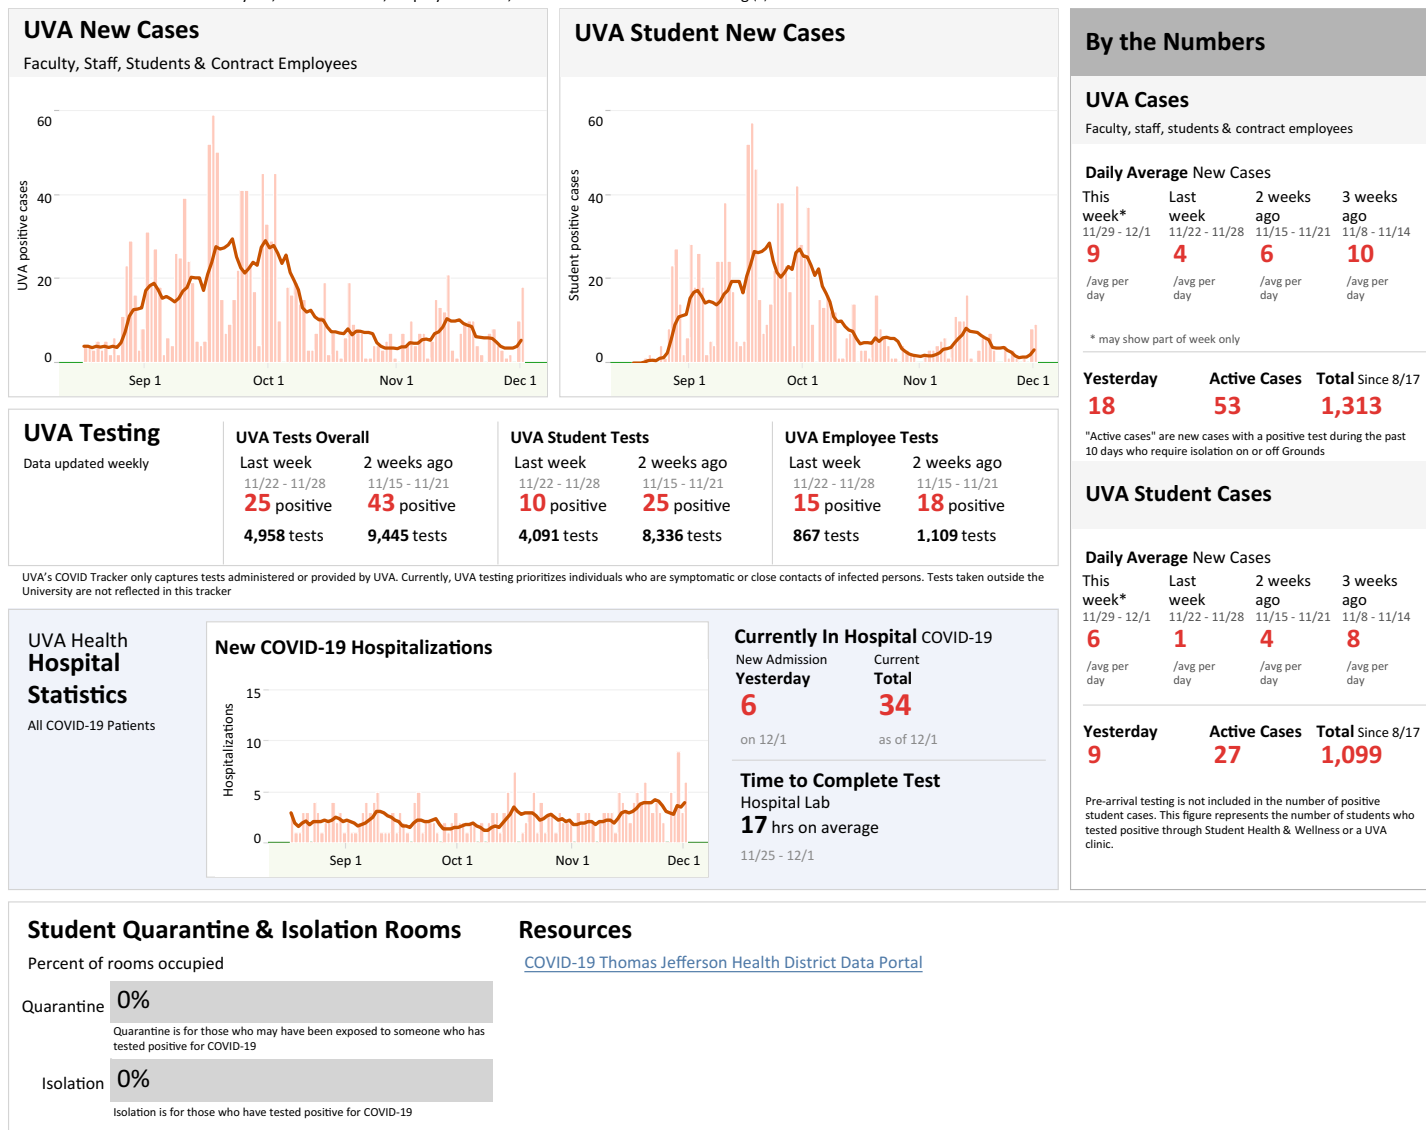 UVA New Cases
Faculty, Staff, Students & Contract Employees
60
40
20
0
UVA positive cases
Sep 1
Oct 1
Nov 1
Dec 1
UVA Student New Cases
60
40
20
0
Student positive cases
Sep 1
Oct 1
Nov 1
Dec 1
By the Numbers
UVA Cases
Faculty, staff, students & contract employees
Daily Average New Cases
This week* Last week 2 weeks ago 3 weeks ago
11/29 - 12/1 11/22 - 11/28 11/15 - 11/21 11/8 - 11/14
9 4 6 10
/avg per day /avg per day /avg per day /avg per day
* may show part of week only
Yesterday Active Cases Total Since 8/17
18 53 1,313
"Active cases" are new cases with a positive test during the past
10 days who require isolation on or off Grounds
UVA Student Cases
Daily Average New Cases
This week* Last week 2 weeks ago 3 weeks ago
11/29 - 12/1 11/22 - 11/28 11/15 - 11/21 11/8 - 11/14
6 1 4 8
/avg per day /avg per day /avg per day /avg per day
Yesterday Active Cases Total Since 8/17
9 27 1,099
Pre-arrival testing is not included in the number of positive
student cases. This figure represents the number of students who
tested positive through Student Health & Wellness or a UVA
clinic.
UVA Testing
Data updated weekly
UVA Tests Overall
Last week 2 weeks ago
11/22 - 11/28 11/15 - 11/21
25 positive 43 positive
4,958 tests 9,445 tests
UVA Student Tests
Last week 2 weeks ago
11/22 - 11/28 11/15 - 11/21
10 positive 25 positive
4,091 tests 8,336 tests
UVA Employee Tests
Last week 2 weeks ago
11/22 - 11/28 11/15 - 11/21
15 positive 18 positive
867 tests 1,109 tests
UVA's COVID Tracker only captures tests administered or provided by UVA. Currently, UVA testing prioritizes individuals who are symptomatic or close contacts of infected persons. Tests taken outside the
University are not reflected in this tracker
UVA Health
Hospital
Statistics
All COVID-19 Patients
New COVID-19 Hospitalizations
15
10
5
0
Hospitalizations
Sep 1
Oct 1
Nov 1
Dec 1
Currently In Hospital COVID-19
New Admission Current
Yesterday Total
6 34
on 12/1 as of 12/1
Time to Complete Test
Hospital Lab
17 hrs on average
11/25 - 12/1
Student Quarantine & Isolation Rooms
Percent of rooms occupied
Quarantine 0%
Quarantine is for those who may have been exposed to someone who has
tested positive for COVID-19
Isolation 0%
Isolation is for those who have tested positive for COVID-19
Resources
COVID-19 Thomas Jefferson Health District Data Portal